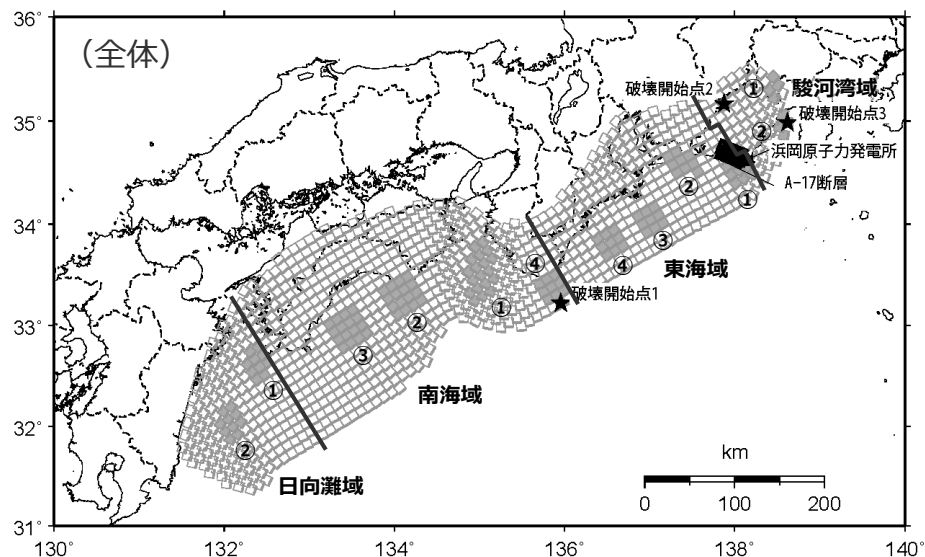 36°
(全体)
破壊開始点2
①
駿河湾域
35°
②
破壊開始点3
浜岡原子力発電所
②
A-17断層
①
34°
③
④
④
東海域
破壊開始点1
33°
①
②
③
①
南海域
32°
②
km
日向灘域
0 100 200
31°
130° 132° 134° 136° 138° 140°